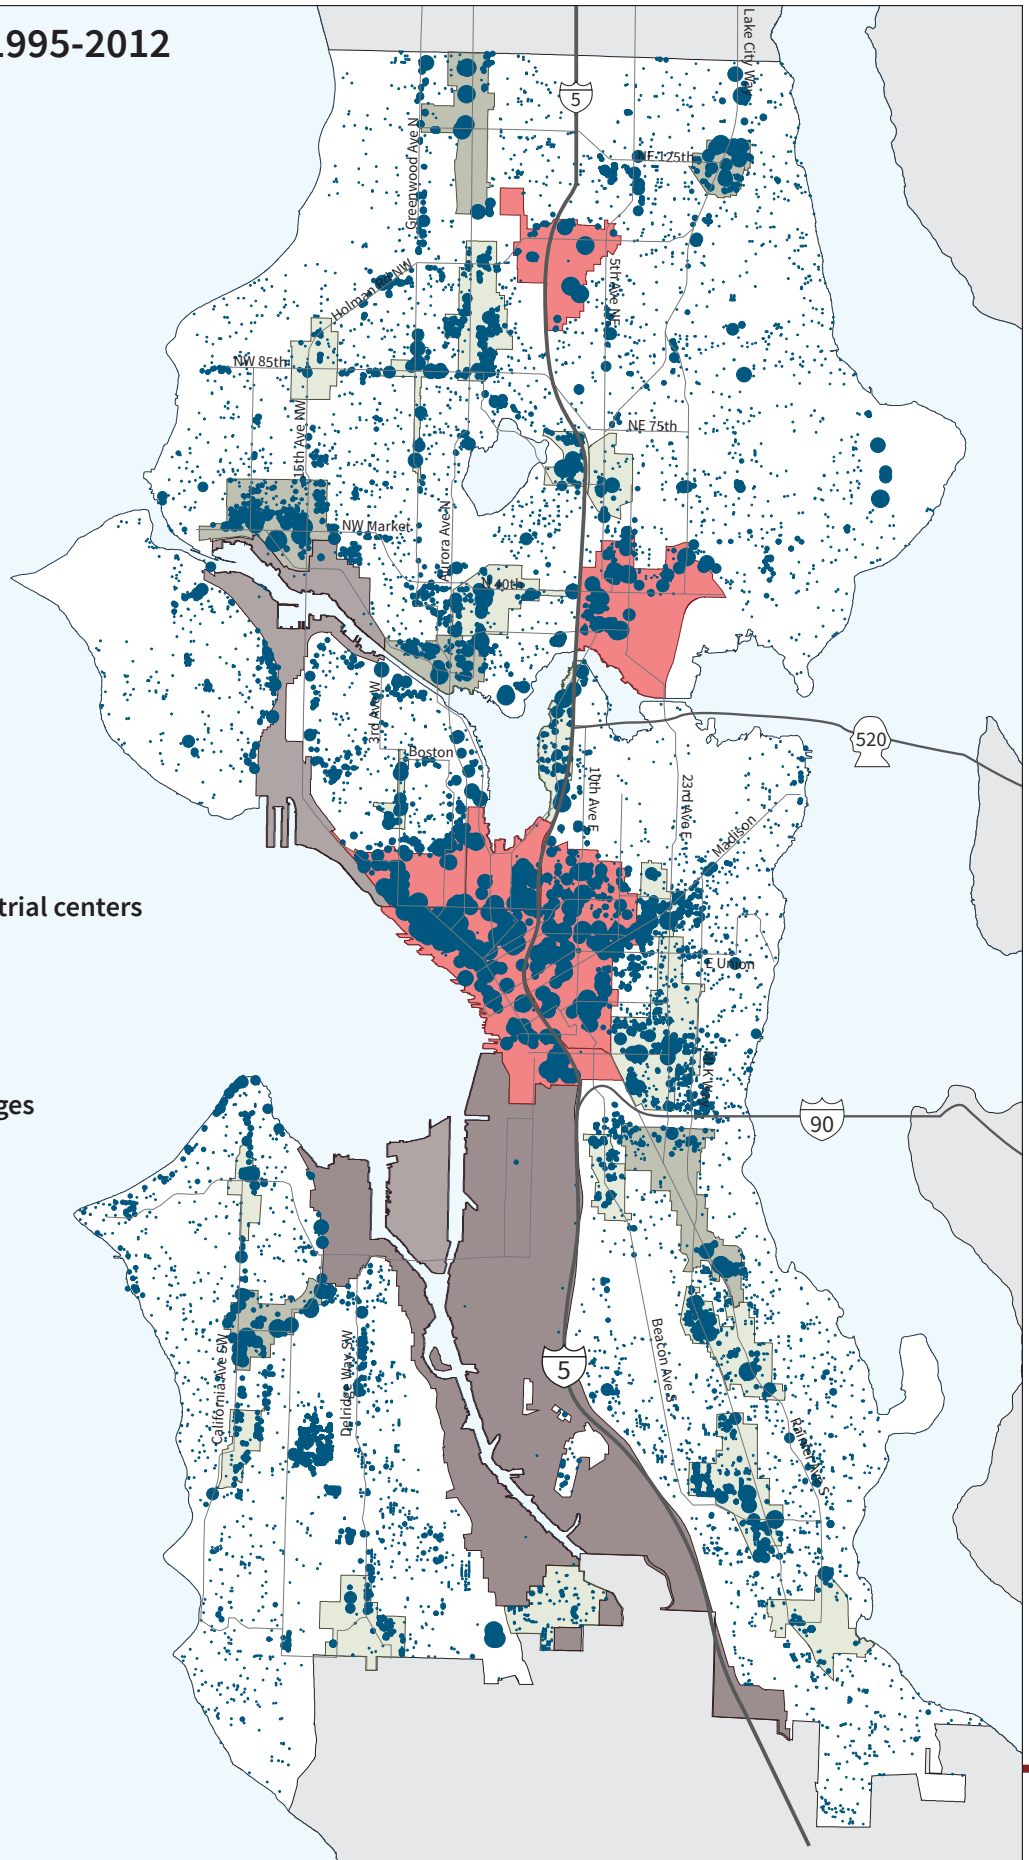 1995-2012
Lake City Way
5
Greenwood Ave N
NE 125th
Holman Rd NW
5th Ave NE
NW 85th
15th Ave NW
NE 75th
NW Market
Aurora Ave N
N 40th
3rd Ave W
Boston
520
10th Ave E
23rd Ave E
Madison
trial centers
E Union
MLK Way
ges
90
California Ave SW
Delridge Way SW
5
Beacon Ave S
Rainier Ave S